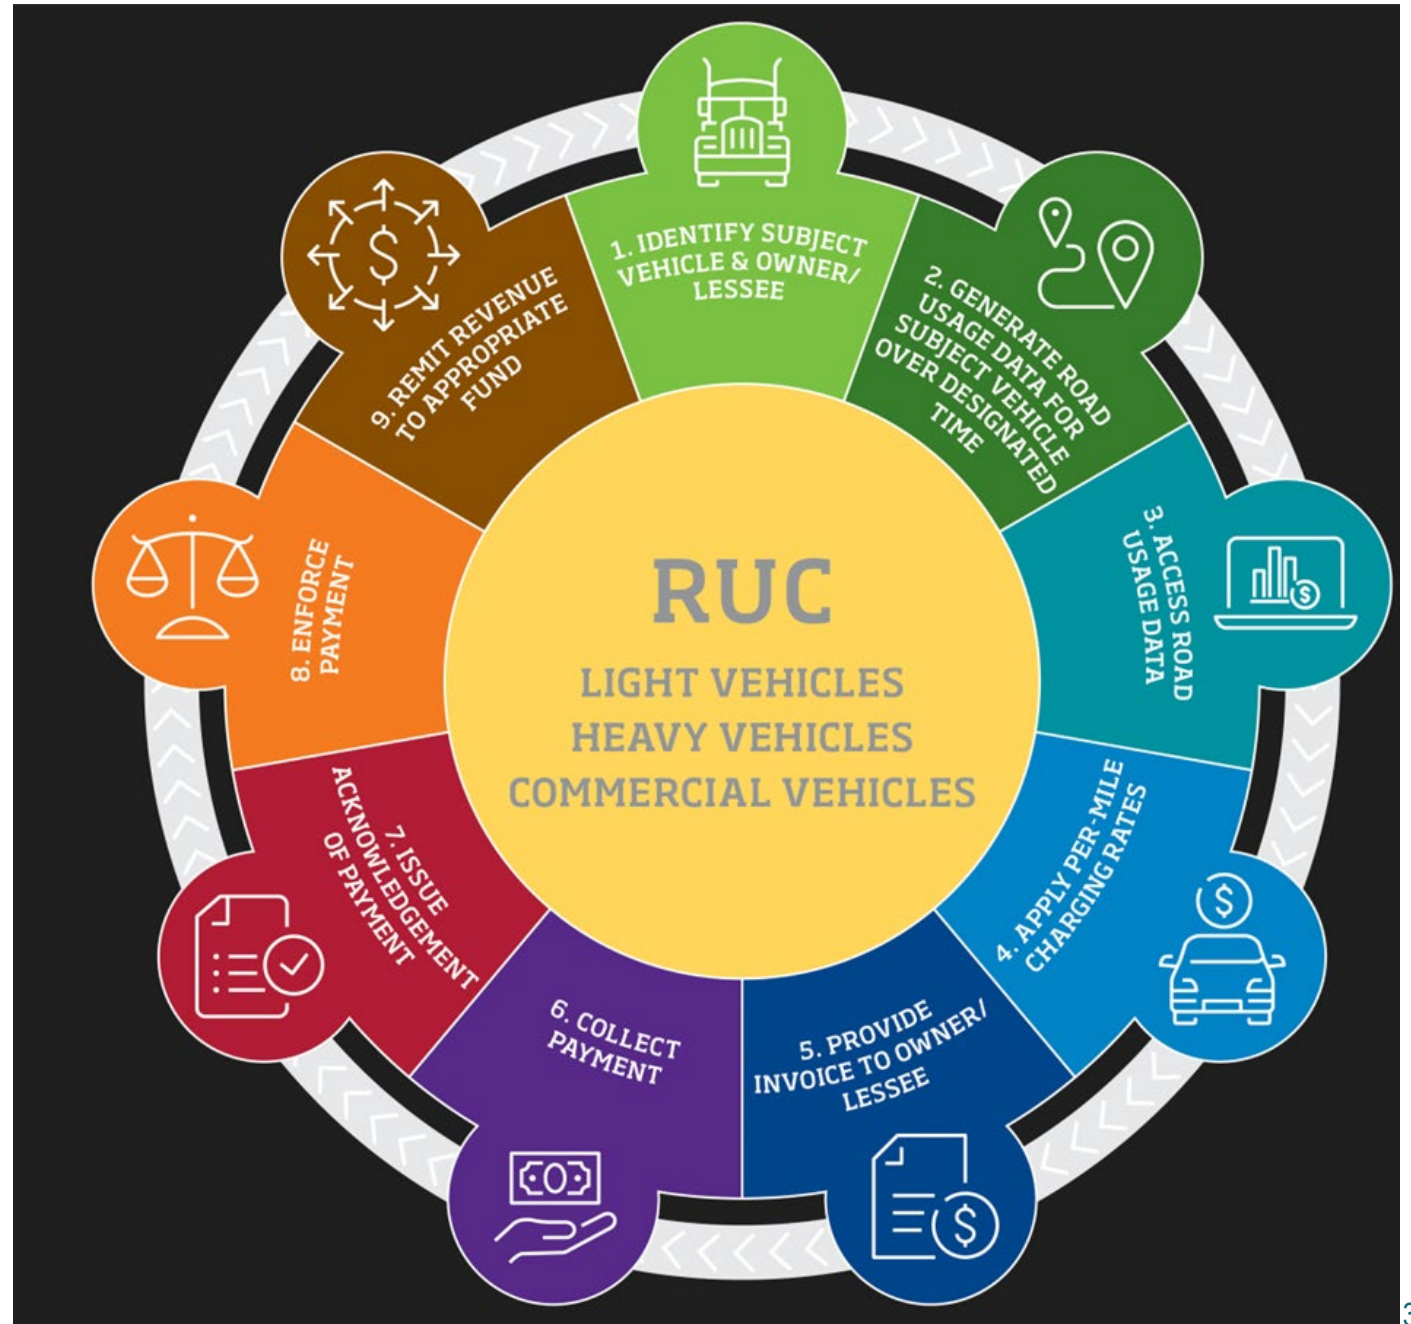 1. IDENTIFY SUBJECT
VEHICLE & OWNER/
LESSEE
2. GENERATE ROAD
USAGE DATA FOR
SUBJECT VEHICLE
OVER DESIGNATED
TIME
3. ACCESS ROAD
USAGE DATA
4. APPLY PER-MILE
CHARGING RATES
5. PROVIDE
INVOICE TO OWNER/
LESSEE
6. COLLECT
PAYMENT
7. ISSUE
ACKNOWLEDGEMENT
OF PAYMENT
8. ENFORCE
PAYMENT
9. REMIT REVENUE
TO APPROPRIATE
FUND
RUC
LIGHT VEHICLES
HEAVY VEHICLES
COMMERCIAL VEHICLES
$
$
$
$
3